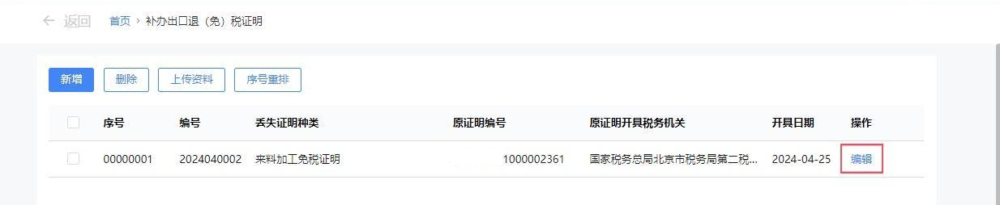 ← 返回 首页 › 补办出口退（免）税证明
新增 删除 上传资料 序号重排
序号 编号 丢失证明种类 原证明编号 原证明开具税务机关 开具日期 操作
00000001 2024040002 来料加工免税证明 1000002361 国家税务总局北京市税务局第二税... 2024-04-25 编辑